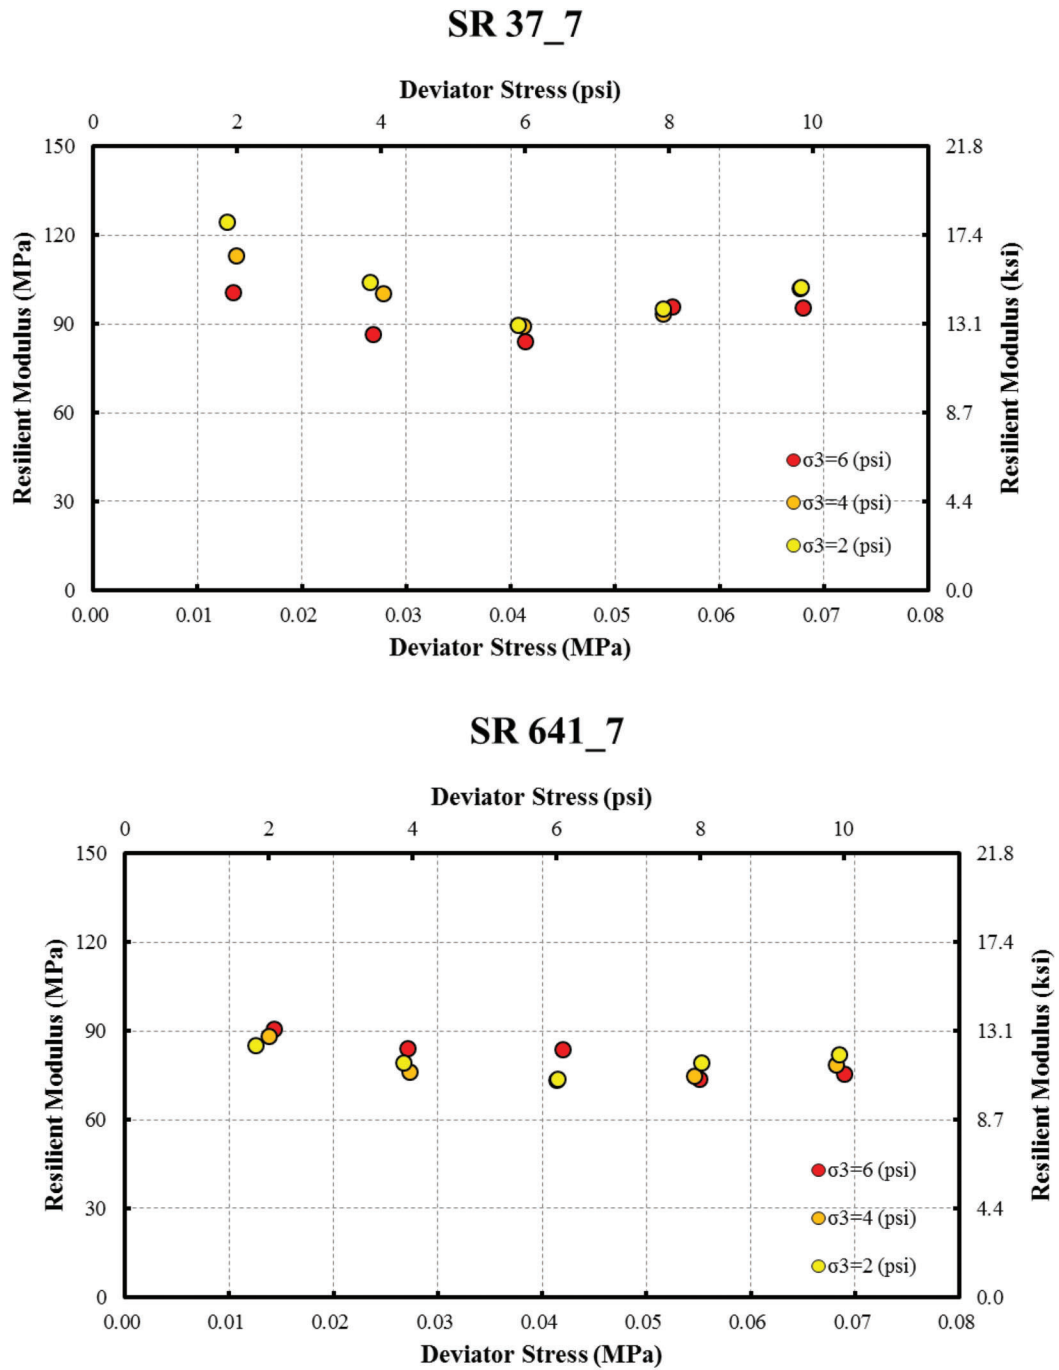 SR 37_7
Deviator Stress (psi)
0 2 4 6 8 10
150 21.8
120 17.4
90 13.1
60 8.7
30 4.4
0 0.0
Resilient Modulus (MPa)
Resilient Modulus (ksi)
σ3=6 (psi)
σ3=4 (psi)
σ3=2 (psi)
0.00 0.01 0.02 0.03 0.04 0.05 0.06 0.07 0.08
Deviator Stress (MPa)
SR 641_7
Deviator Stress (psi)
0 2 4 6 8 10
150 21.8
120 17.4
90 13.1
60 8.7
30 4.4
0 0.0
Resilient Modulus (MPa)
Resilient Modulus (ksi)
σ3=6 (psi)
σ3=4 (psi)
σ3=2 (psi)
0.00 0.01 0.02 0.03 0.04 0.05 0.06 0.07 0.08
Deviator Stress (MPa)